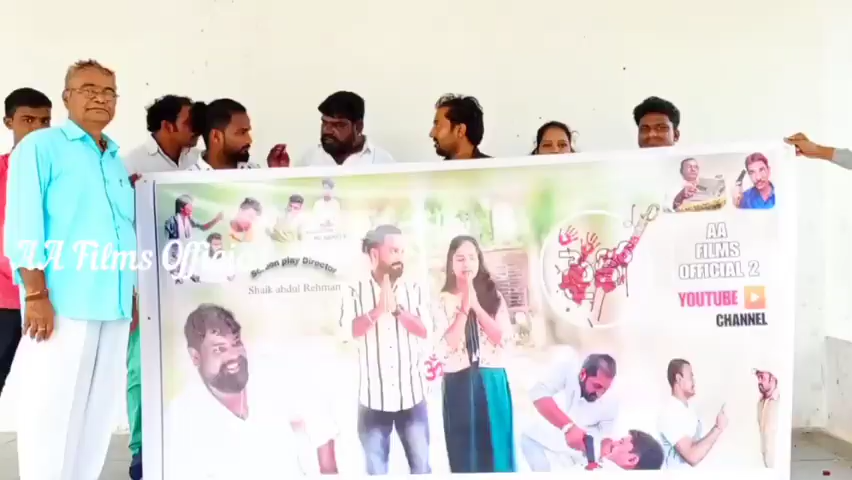 AA Films Official
Screen play Director
Shaik abdul Rehman
AA
FILMS
OFFICIAL 2
YOUTUBE
CHANNEL
ॐ